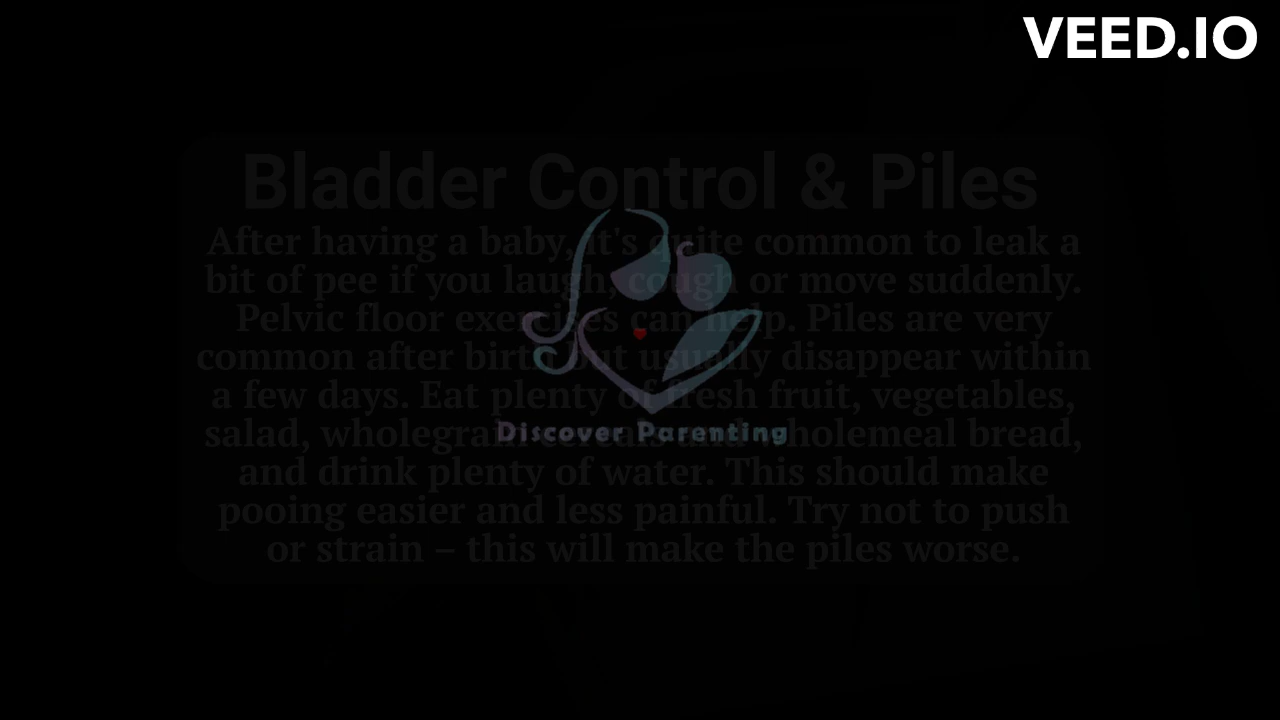 VEED.IO
Bladder Control & Piles
After having a baby, it's quite common to leak a
bit of pee if you laugh, cough or move suddenly.
Pelvic floor exercises can help. Piles are very
common after birth but usually disappear within
a few days. Eat plenty of fresh fruit, vegetables,
salad, wholegrain cereals and wholemeal bread,
and drink plenty of water. This should make
pooing easier and less painful. Try not to push
or strain – this will make the piles worse.
Discover Parenting